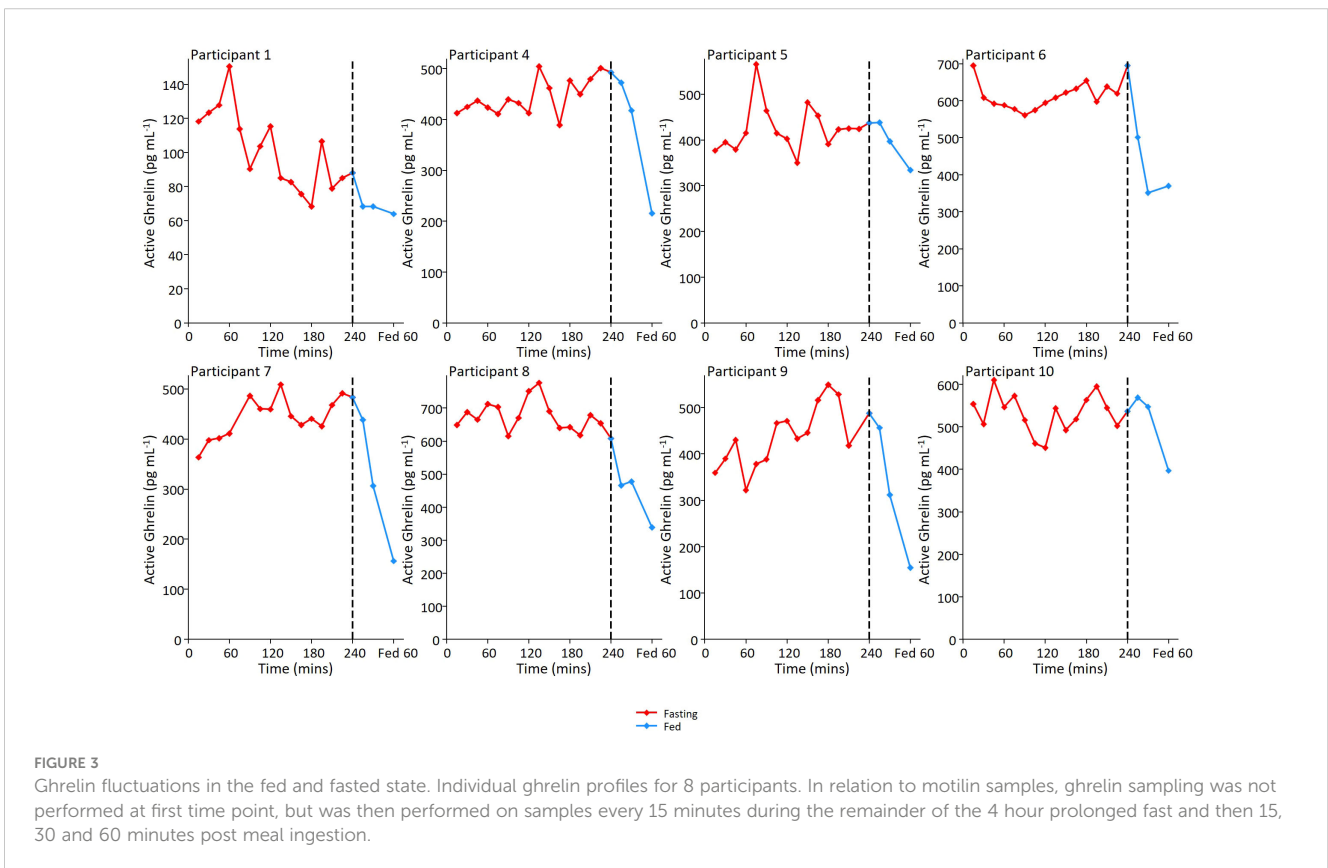 Participant 1
Active Ghrelin (pg mL⁻¹)
140
120
100
80
60
40
20
0
0 60 120 180 240 Fed 60
Time (mins)
Participant 4
Active Ghrelin (pg mL⁻¹)
500
400
300
200
100
0
0 60 120 180 240 Fed 60
Time (mins)
Participant 5
Active Ghrelin (pg mL⁻¹)
500
400
300
200
100
0
0 60 120 180 240 Fed 60
Time (mins)
Participant 6
Active Ghrelin (pg mL⁻¹)
700
600
500
400
300
200
100
0
0 60 120 180 240 Fed 60
Time (mins)
Participant 7
Active Ghrelin (pg mL⁻¹)
500
400
300
200
100
0
0 60 120 180 240 Fed 60
Time (mins)
Participant 8
Active Ghrelin (pg mL⁻¹)
700
600
500
400
300
200
100
0
0 60 120 180 240 Fed 60
Time (mins)
Participant 9
Active Ghrelin (pg mL⁻¹)
500
400
300
200
100
0
0 60 120 180 240 Fed 60
Time (mins)
Participant 10
Active Ghrelin (pg mL⁻¹)
600
500
400
300
200
100
0
0 60 120 180 240 Fed 60
Time (mins)
Fasting
Fed
FIGURE 3
Ghrelin fluctuations in the fed and fasted state. Individual ghrelin profiles for 8 participants. In relation to motilin samples, ghrelin sampling was not
performed at first time point, but was then performed on samples every 15 minutes during the remainder of the 4 hour prolonged fast and then 15,
30 and 60 minutes post meal ingestion.